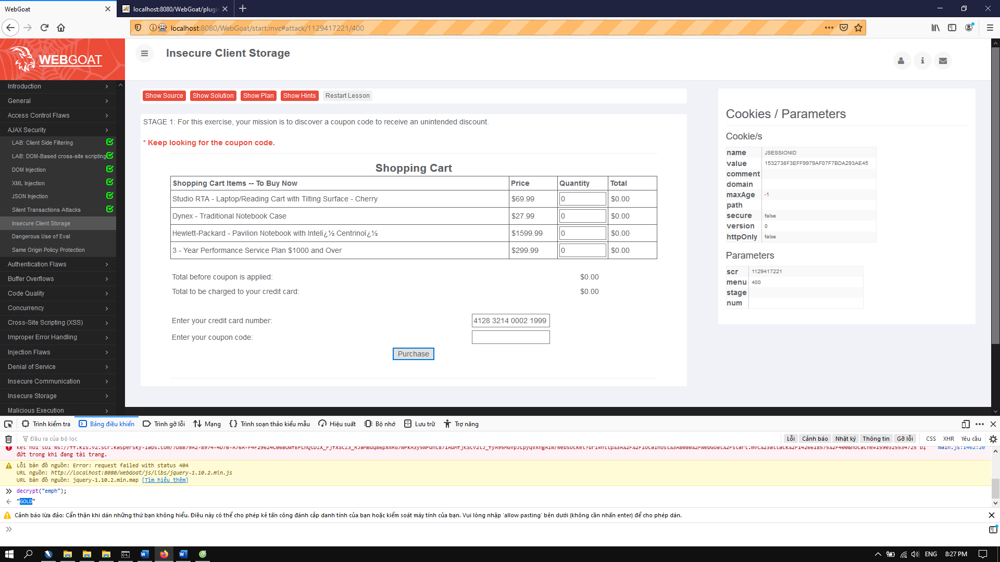 WebGoat
localhost:8080/WebGoat/plugin
localhost:8080/WebGoat/start.mvc#attack/1129417221/400
WEBGOAT
Insecure Client Storage
Introduction
General
Access Control Flaws
AJAX Security
LAB: Client Side Filtering
LAB: DOM-Based cross-site scripting
DOM Injection
XML Injection
JSON Injection
Silent Transactions Attacks
Insecure Client Storage
Dangerous Use of Eval
Same Origin Policy Protection
Authentication Flaws
Buffer Overflows
Code Quality
Concurrency
Cross-Site Scripting (XSS)
Improper Error Handling
Injection Flaws
Denial of Service
Insecure Communication
Insecure Storage
Malicious Execution
Show Source Show Solution Show Plan Show Hints Restart Lesson
STAGE 1: For this exercise, your mission is to discover a coupon code to receive an unintended discount.
* Keep looking for the coupon code.
Shopping Cart
Shopping Cart Items -- To Buy Now Price Quantity Total
Studio RTA - Laptop/Reading Cart with Tilting Surface - Cherry $69.99 0 $0.00
Dynex - Traditional Notebook Case $27.99 0 $0.00
Hewlett-Packard - Pavilion Notebook with Intelï¿½ Centrinoï¿½ $1599.99 0 $0.00
3 - Year Performance Service Plan $1000 and Over $299.99 0 $0.00
Total before coupon is applied: $0.00
Total to be charged to your credit card: $0.00
Enter your credit card number: 4128 3214 0002 1999
Enter your coupon code:
Purchase
Cookies / Parameters
Cookie/s
name JSESSIONID
value 1532738F3EFF9979AF07F7BDA293AE45
comment
domain
maxAge -1
path
secure false
version 0
httpOnly false
Parameters
scr 1129417221
menu 400
stage
num
Trình kiểm tra Bảng điều khiển Trình gỡ lỗi Mạng Trình soạn thảo kiểu mẫu Hiệu suất Bộ nhớ Lưu trữ Trợ năng
Đầu ra của bộ lọc Lỗi Cảnh báo Nhật ký Thông tin Gỡ lỗi CSS XHR Yêu cầu
main.js:1462:20
đứt trong khi đang tải trang.
Lỗi bản đồ nguồn: Error: request failed with status 404
URL nguồn: http://localhost:8080/WebGoat/js/libs/jquery-1.10.2.min.js
URL bản đồ nguồn: jquery-1.10.2.min.map [Tìm hiểu thêm]
decrypt("emph");
"GOLD"
Cảnh báo lừa đảo: Cẩn thận khi dán những thứ bạn không hiểu. Điều này có thể cho phép kẻ tấn công đánh cắp danh tính của bạn hoặc kiểm soát máy tính của bạn. Vui lòng nhập 'allow pasting' bên dưới (không cần nhấn enter) để cho phép dán.
ENG 8:27 PM